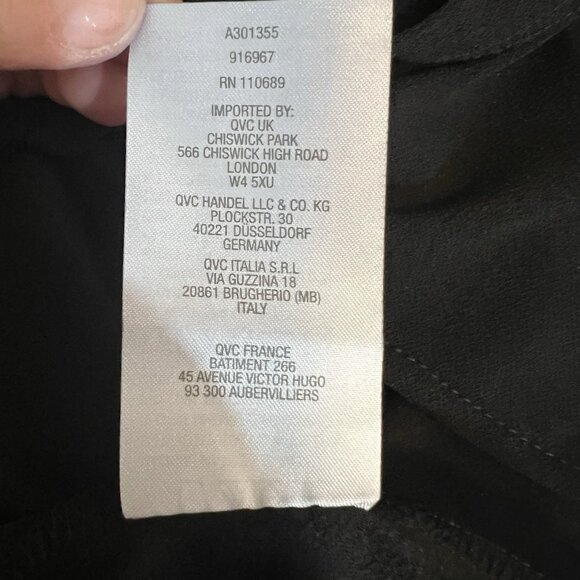 A301355
916967
RN 110689
IMPORTED BY:
QVC UK
CHISWICK PARK
566 CHISWICK HIGH ROAD
LONDON
W4 5XU
QVC HANDEL LLC & CO. KG
PLOCKSTR. 30
40221 DÜSSELDORF
GERMANY
QVC ITALIA S.R.L
VIA GUZZINA 18
20861 BRUGHERIO (MB)
ITALY
QVC FRANCE
BATIMENT 266
45 AVENUE VICTOR HUGO
93 300 AUBERVILLIERS